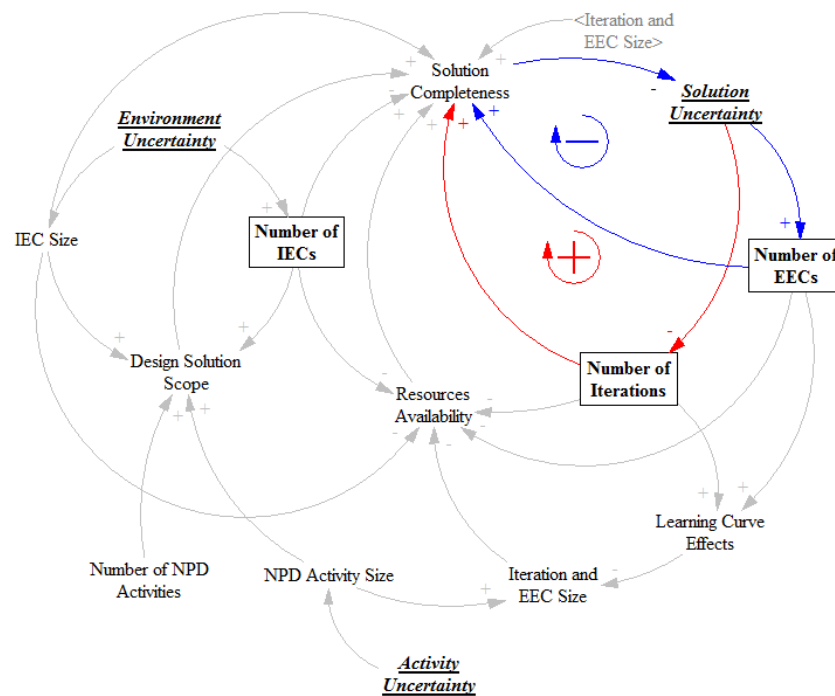 <Iteration and
EEC Size>
Solution
Completeness
Solution
Uncertainty
Environment
Uncertainty
IEC Size
Number of
IECs
Number of
EECs
Design Solution
Scope
Number of
Iterations
Resources
Availability
Learning Curve
Effects
Number of NPD
Activities
NPD Activity Size
Iteration and
EEC Size
Activity
Uncertainty